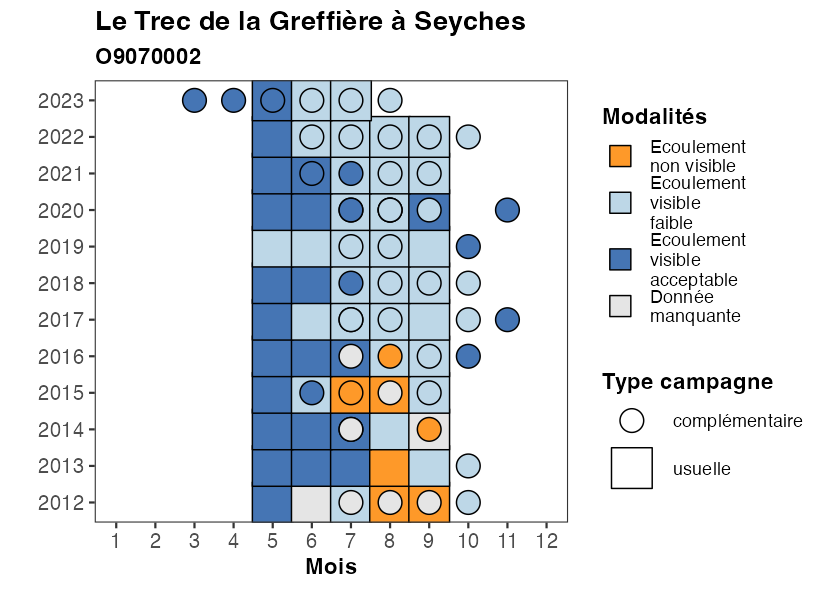 Le Trec de la Greffière à Seyches
O9070002
2023
2022
2021
2020
2019
2018
2017
2016
2015
2014
2013
2012
1 2 3 4 5 6 7 8 9 10 11 12
Mois
Modalités
Ecoulement
non visible
Ecoulement
visible
faible
Ecoulement
visible
acceptable
Donnée
manquante
Type campagne
complémentaire
usuelle